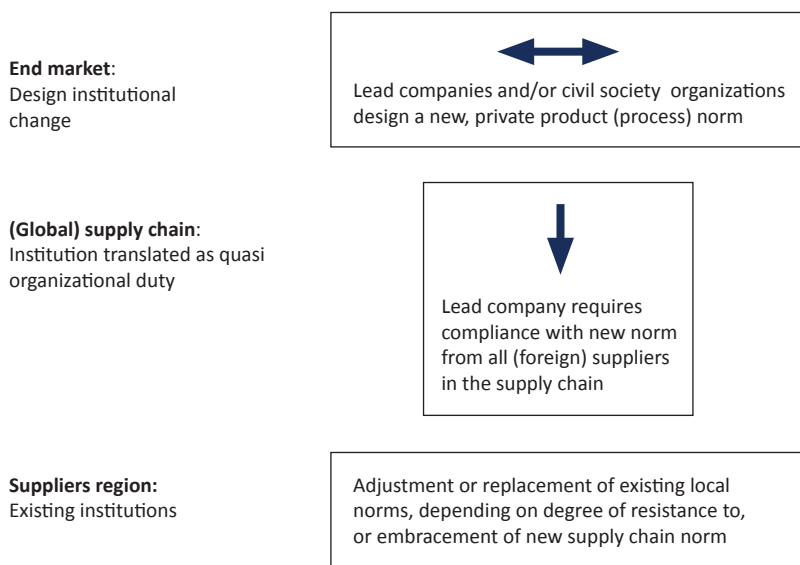 End market:
Design institutional
change
Lead companies and/or civil society organizations
design a new, private product (process) norm
(Global) supply chain:
Institution translated as quasi
organizational duty
Lead company requires
compliance with new norm
from all (foreign) suppliers
in the supply chain
Suppliers region:
Existing institutions
Adjustment or replacement of existing local
norms, depending on degree of resistance to,
or embracement of new supply chain norm